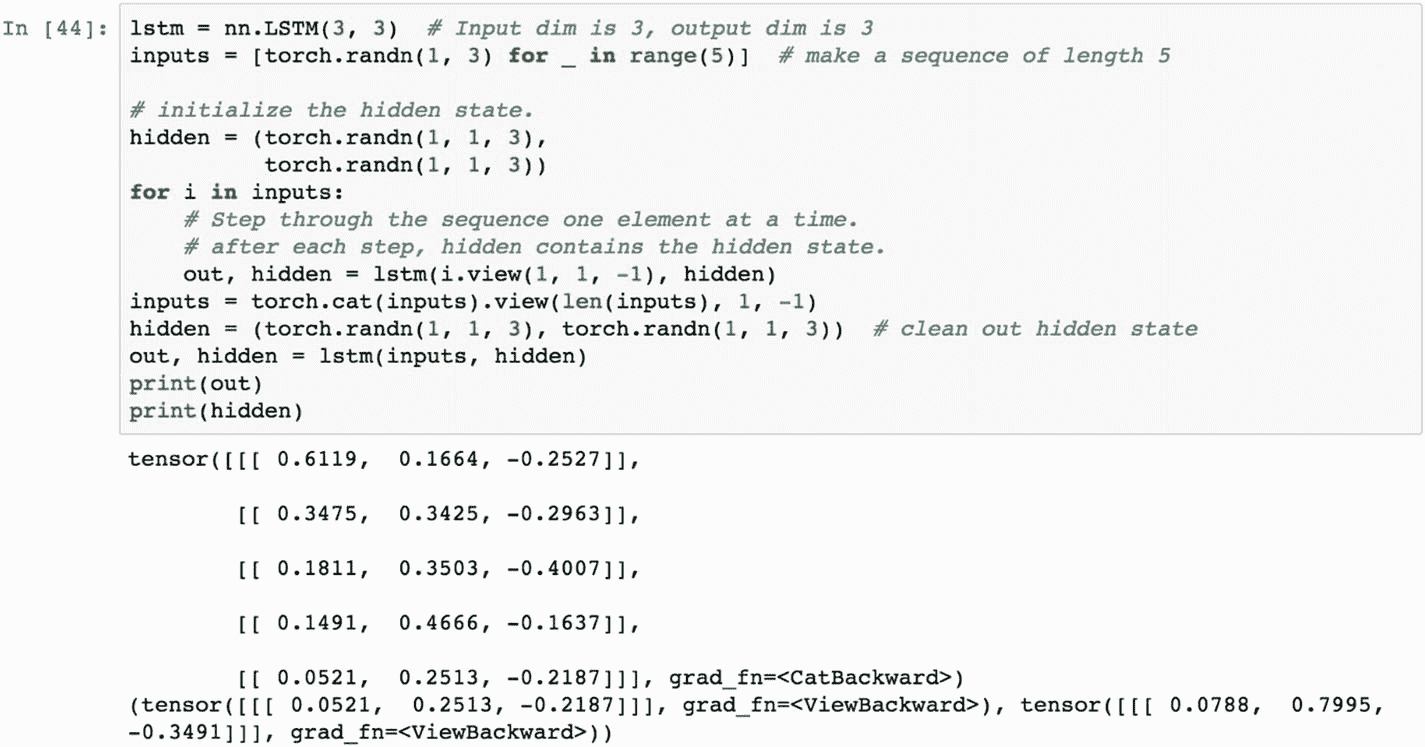 In [44]: lstm = nn.LSTM(3, 3)  # Input dim is 3, output dim is 3
inputs = [torch.randn(1, 3) for _ in range(5)]  # make a sequence of length 5
# initialize the hidden state.
hidden = (torch.randn(1, 1, 3),
          torch.randn(1, 1, 3))
for i in inputs:
    # Step through the sequence one element at a time.
    # after each step, hidden contains the hidden state.
    out, hidden = lstm(i.view(1, 1, -1), hidden)
inputs = torch.cat(inputs).view(len(inputs), 1, -1)
hidden = (torch.randn(1, 1, 3), torch.randn(1, 1, 3))  # clean out hidden state
out, hidden = lstm(inputs, hidden)
print(out)
print(hidden)
tensor([[[ 0.6119,  0.1664, -0.2527]],
        [[ 0.3475,  0.3425, -0.2963]],
        [[ 0.1811,  0.3503, -0.4007]],
        [[ 0.1491,  0.4666, -0.1637]],
        [[ 0.0521,  0.2513, -0.2187]]], grad_fn=<CatBackward>)
(tensor([[[ 0.0521,  0.2513, -0.2187]]], grad_fn=<ViewBackward>), tensor([[[ 0.0788,  0.7995,
-0.3491]]], grad_fn=<ViewBackward>))